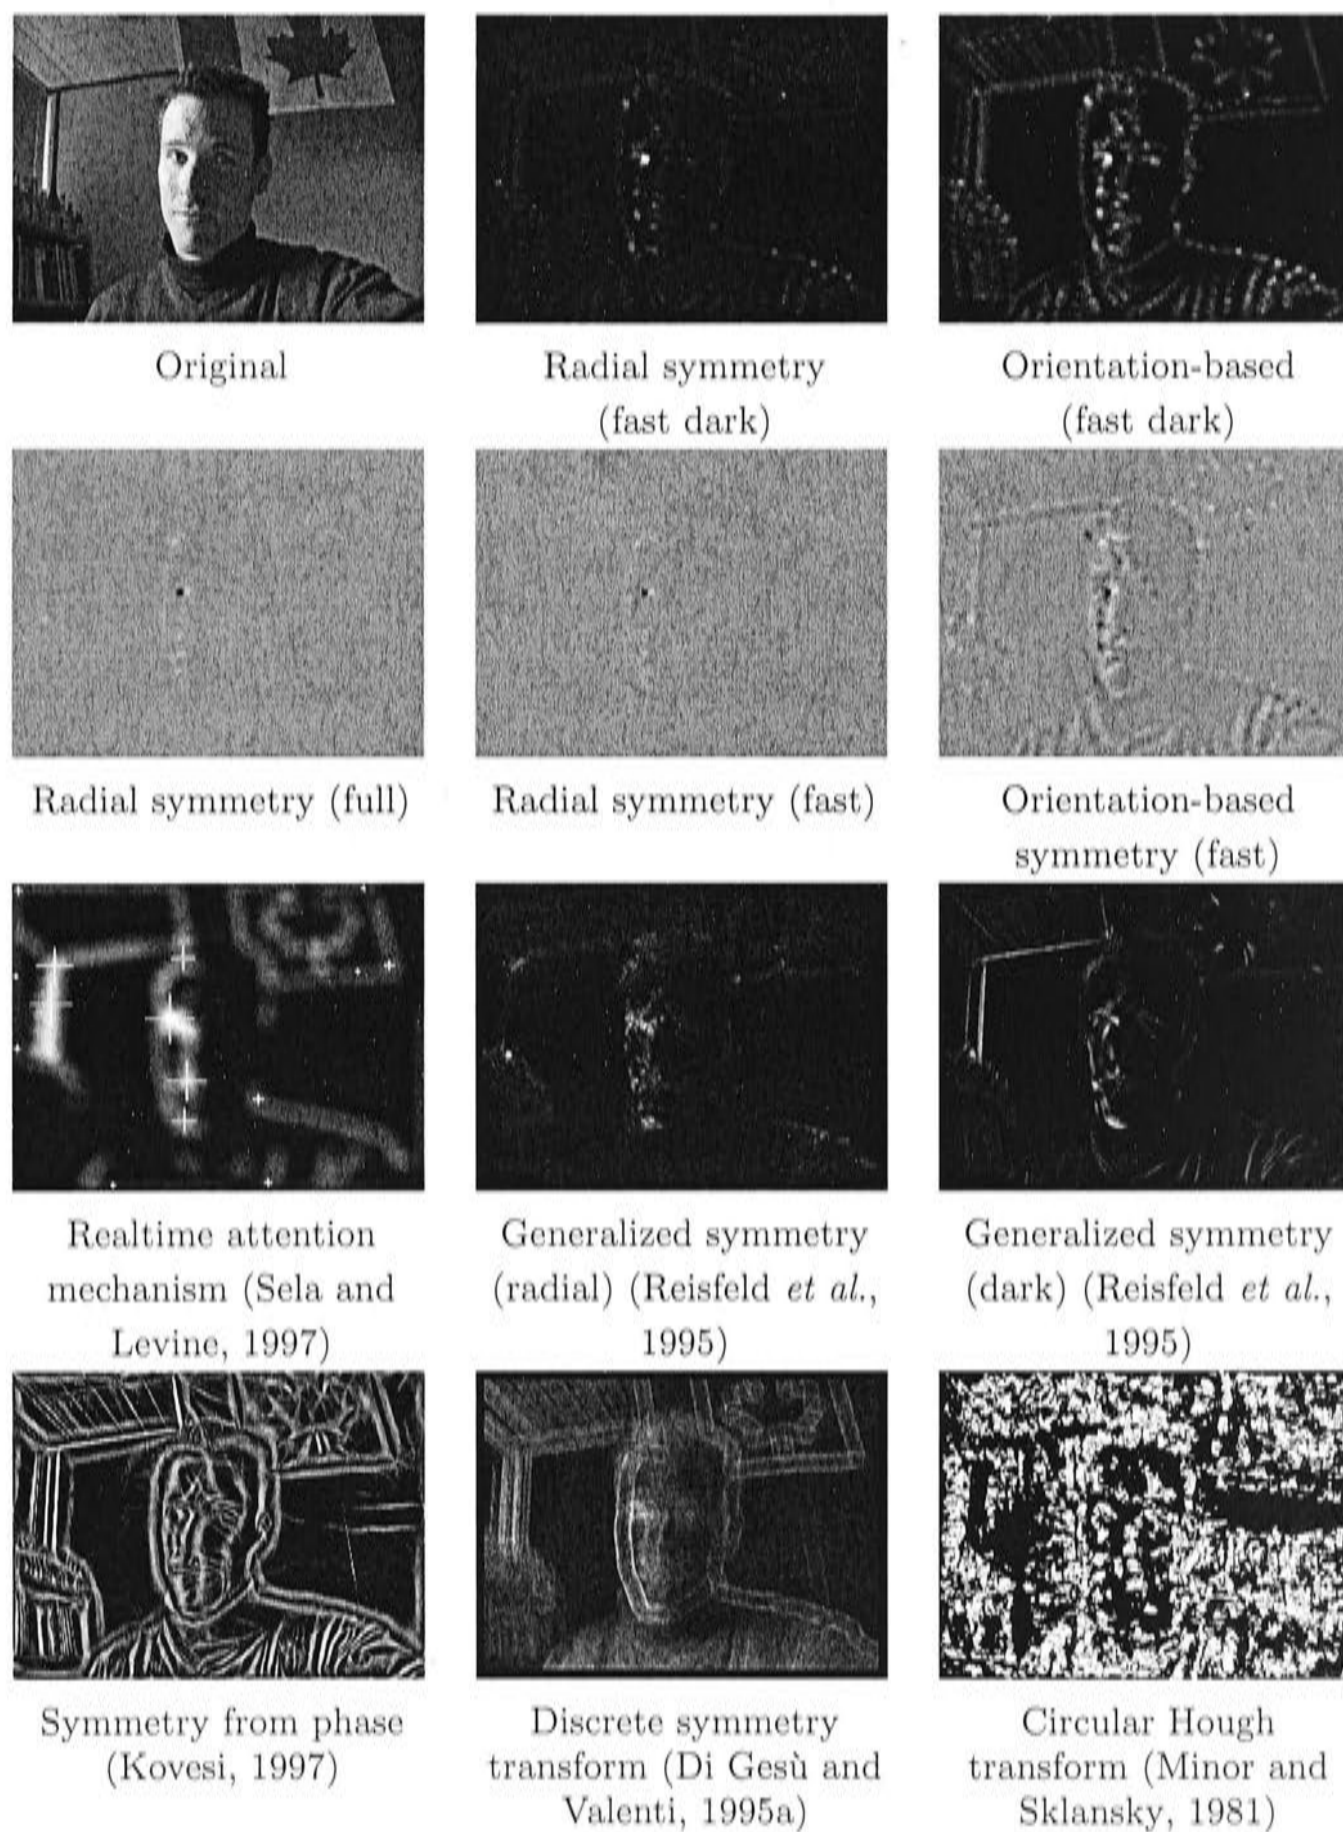 Original
Radial symmetry
(fast dark)
Orientation-based
(fast dark)
Radial symmetry (full)
Radial symmetry (fast)
Orientation-based
symmetry (fast)
Realtime attention
mechanism (Sela and
Levine, 1997)
Generalized symmetry
(radial) (Reisfeld et al.,
1995)
Generalized symmetry
(dark) (Reisfeld et al.,
1995)
Symmetry from phase
(Kovesi, 1997)
Discrete symmetry
transform (Di Gesù and
Valenti, 1995a)
Circular Hough
transform (Minor and
Sklansky, 1981)